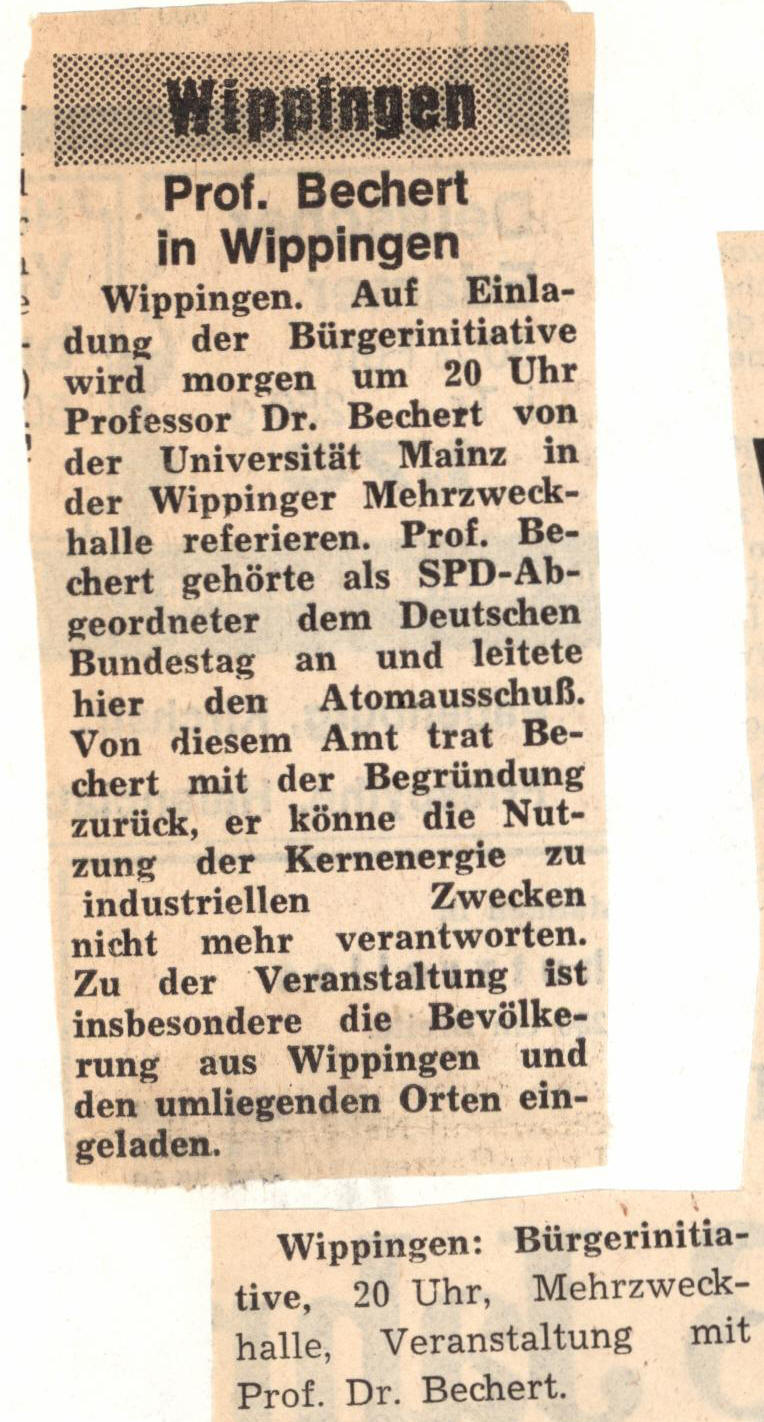 Wippingen
Prof. Bechert
in Wippingen
Wippingen. Auf Einla-
dung der Bürgerinitiative
wird morgen um 20 Uhr
Professor Dr. Bechert von
der Universität Mainz in
der Wippinger Mehrzweck-
halle referieren. Prof. Be-
chert gehörte als SPD-Ab-
geordneter dem Deutschen
Bundestag an und leitete
hier den Atomausschuß.
Von diesem Amt trat Be-
chert mit der Begründung
zurück, er könne die Nut-
zung der Kernenergie zu
industriellen Zwecken
nicht mehr verantworten.
Zu der Veranstaltung ist
insbesondere die Bevölke-
rung aus Wippingen und
den umliegenden Orten ein-
geladen.
Wippingen: Bürgerinitia-
tive, 20 Uhr, Mehrzweck-
halle, Veranstaltung mit
Prof. Dr. Bechert.